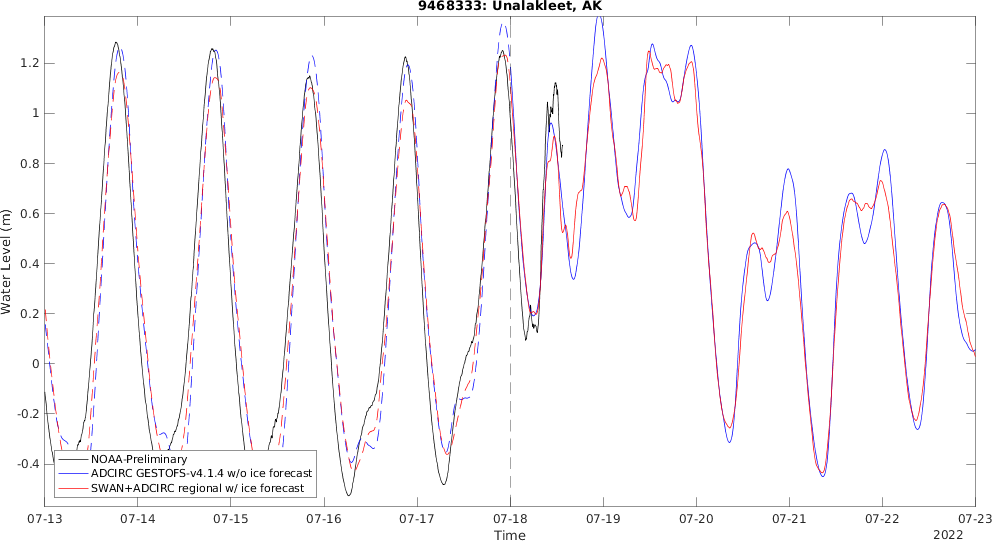 9468333: Unalakleet, AK
Water Level (m)
1.2
1
0.8
0.6
0.4
0.2
0
-0.2
-0.4
NOAA-Preliminary
ADCIRC GESTOFS-v4.1.4 w/o ice forecast
SWAN+ADCIRC regional w/ ice forecast
07-13 07-14 07-15 07-16 07-17 07-18 07-19 07-20 07-21 07-22 07-23
Time
2022